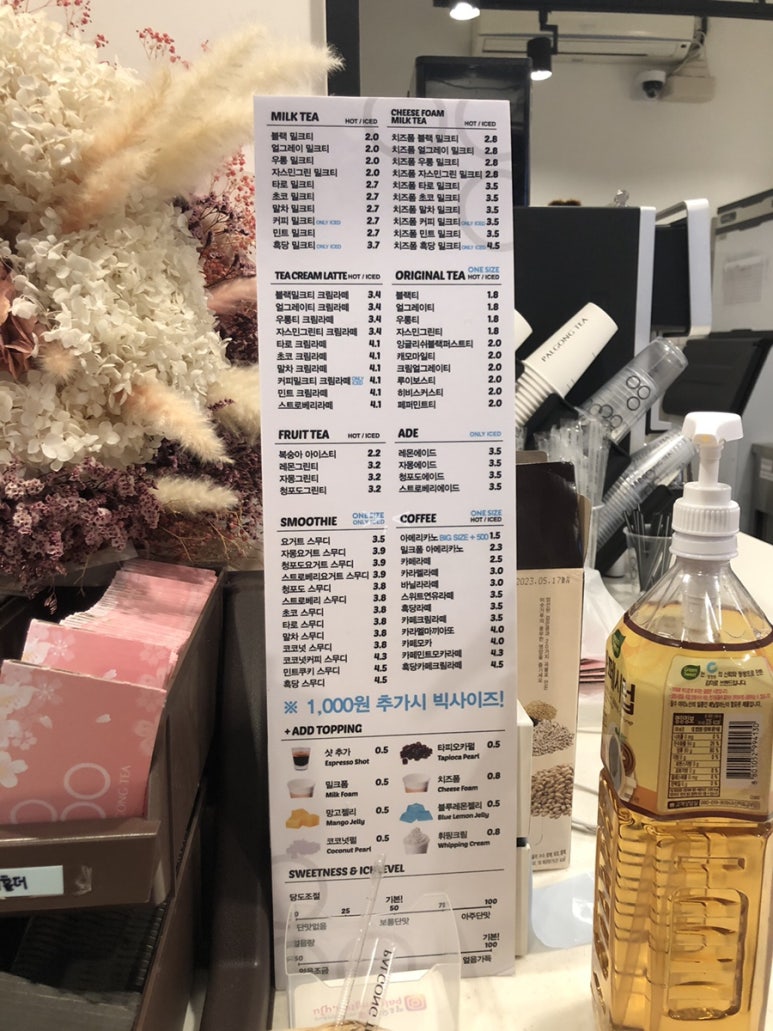 MILK TEA HOT / ICED
블랙 밀크티 2.0
얼그레이 밀크티 2.0
우롱 밀크티 2.0
자스민그린 밀크티 2.0
타로 밀크티 2.7
초코 밀크티 2.7
말차 밀크티 2.7
커피 밀크티 ONLY ICED 2.7
민트 밀크티 2.7
흑당 밀크티 ONLY ICED 3.7
CHEESE FOAM
MILK TEA HOT / ICED
치즈폼 블랙 밀크티 2.8
치즈폼 얼그레이 밀크티 2.8
치즈폼 우롱 밀크티 2.8
치즈폼 자스민그린 밀크티 2.8
치즈폼 타로 밀크티 3.5
치즈폼 초코 밀크티 3.5
치즈폼 말차 밀크티 3.5
치즈폼 커피 밀크티 ONLY ICED 3.5
치즈폼 민트 밀크티 3.5
치즈폼 흑당 밀크티 ONLY ICED 4.5
TEA CREAM LATTE HOT / ICED
블랙밀크티 크림라떼 3.4
얼그레이티 크림라떼 3.4
우롱티 크림라떼 3.4
자스민그린티 크림라떼 3.4
타로 크림라떼 4.1
초코 크림라떼 4.1
말차 크림라떼 4.1
커피밀크티 크림라떼 ONLY ICED 4.1
민트 크림라떼 4.1
스트로베리라떼 4.1
ORIGINAL TEA ONE SIZE
HOT / ICED
블랙티 1.8
얼그레이티 1.8
우롱티 1.8
자스민그린티 1.8
잉글리쉬블랙퍼스트티 2.0
캐모마일티 2.0
크림얼그레이티 2.0
루이보스티 2.0
히비스커스티 2.0
페퍼민트티 2.0
FRUIT TEA HOT / ICED
복숭아 아이스티 2.2
레몬그린티 3.2
자몽그린티 3.2
청포도그린티 3.2
ADE ONLY ICED
레몬에이드 3.5
자몽에이드 3.5
청포도에이드 3.5
스트로베리에이드 3.5
SMOOTHIE ONE SIZE
ONLY ICED
요거트 스무디 3.5
자몽요거트 스무디 3.9
청포도요거트 스무디 3.9
스트로베리요거트 스무디 3.9
청포도 스무디 3.8
스트로베리 스무디 3.8
초코 스무디 3.8
타로 스무디 3.8
말차 스무디 3.8
코코넛 스무디 3.8
코코넛커피 스무디 4.3
민트쿠키 스무디 4.5
흑당 스무디 4.5
COFFEE ONE SIZE
HOT / ICED
아메리카노 BIG SIZE + 500 1.5
밀크폼 아메리카노 2.3
카페라떼 2.5
카라멜라떼 3.0
바닐라라떼 3.0
스위트연유라떼 3.5
흑당라떼 3.5
카페크림라떼 3.5
카라멜마끼아또 4.0
카페모카 4.0
카페민트모카라떼 4.3
흑당카페크림라떼 4.5
※ 1,000원 추가시 빅사이즈!
+ ADD TOPPING
샷 추가 0.5
Espresso Shot
타피오카펄 0.5
Tapioca Pearl
밀크폼 0.5
Milk Foam
치즈폼 0.8
Cheese Foam
망고젤리 0.5
Mango Jelly
블루레몬젤리 0.5
Blue Lemon Jelly
코코넛펄 0.5
Coconut Pearl
휘핑크림 0.8
Whipping Cream
SWEETNESS & ICE LEVEL
당도조절 기본!
0 25 50 75 100
단맛없음 보통단맛 아주단맛
얼음량 기본!
50 100
얼음조금 얼음가득
PALGONG TEA
2023.05.17
영양정보